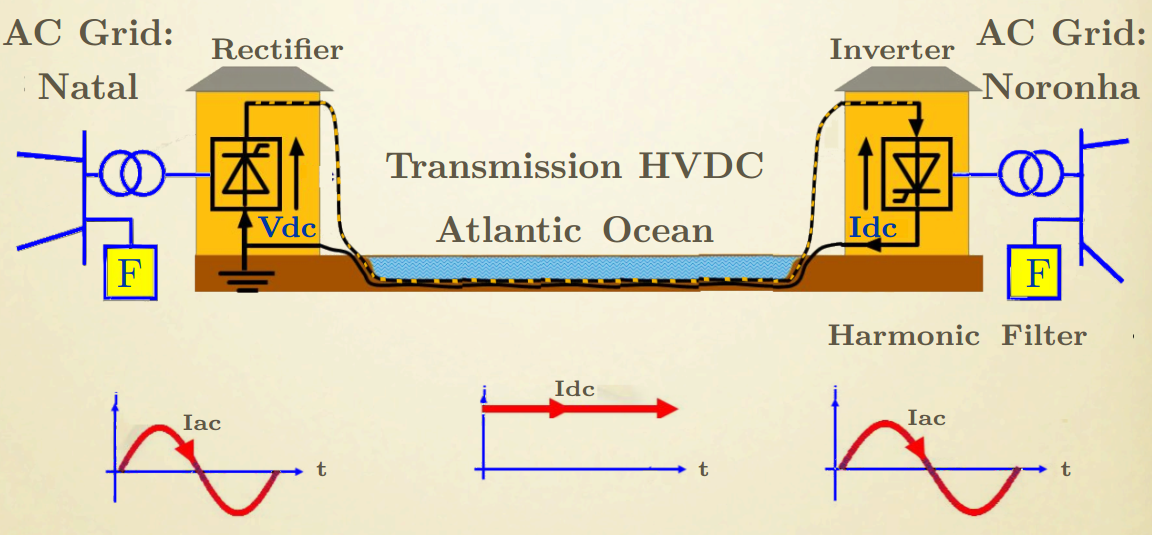 AC Grid:
Natal
Rectifier
Inverter
AC Grid:
Noronha
Transmission HVDC
Atlantic Ocean
Vdc
Idc
F
F
Harmonic Filter
Iac
t
i
Idc
t
Iac
t